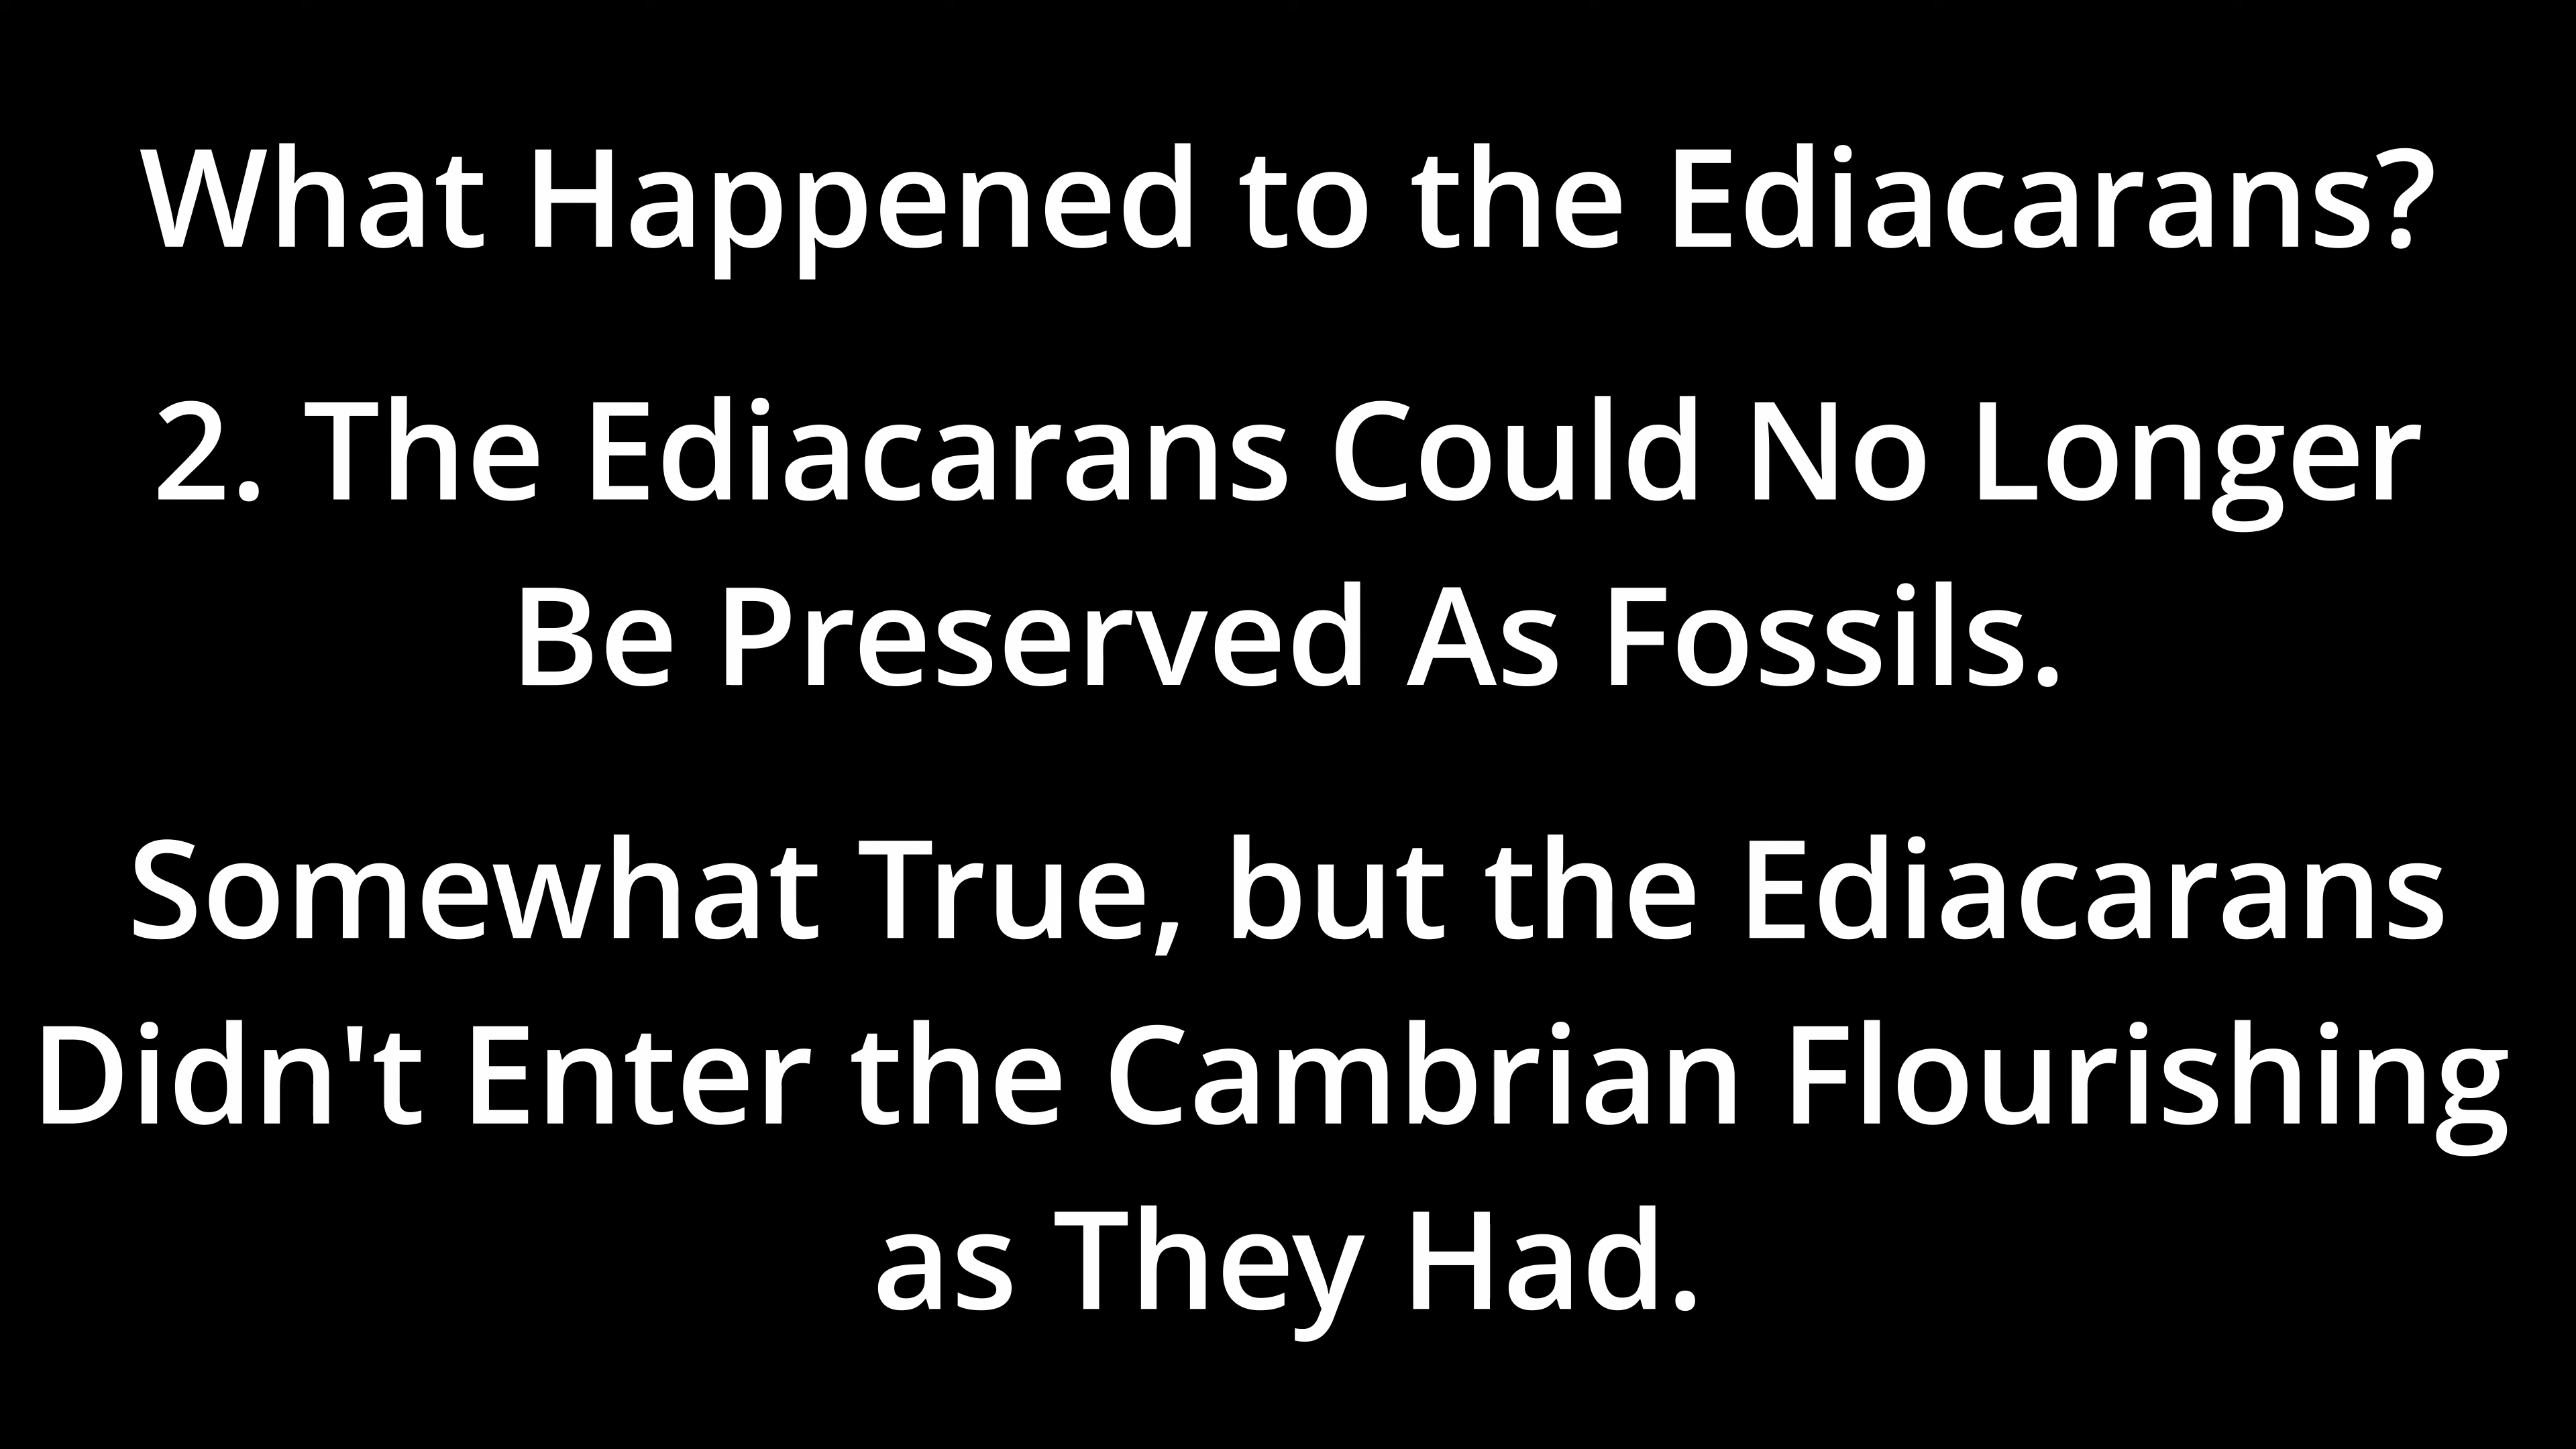 What Happened to the Ediacarans?
2. The Ediacarans Could No Longer
Be Preserved As Fossils.
Somewhat True, but the Ediacarans
Didn't Enter the Cambrian Flourishing
as They Had.